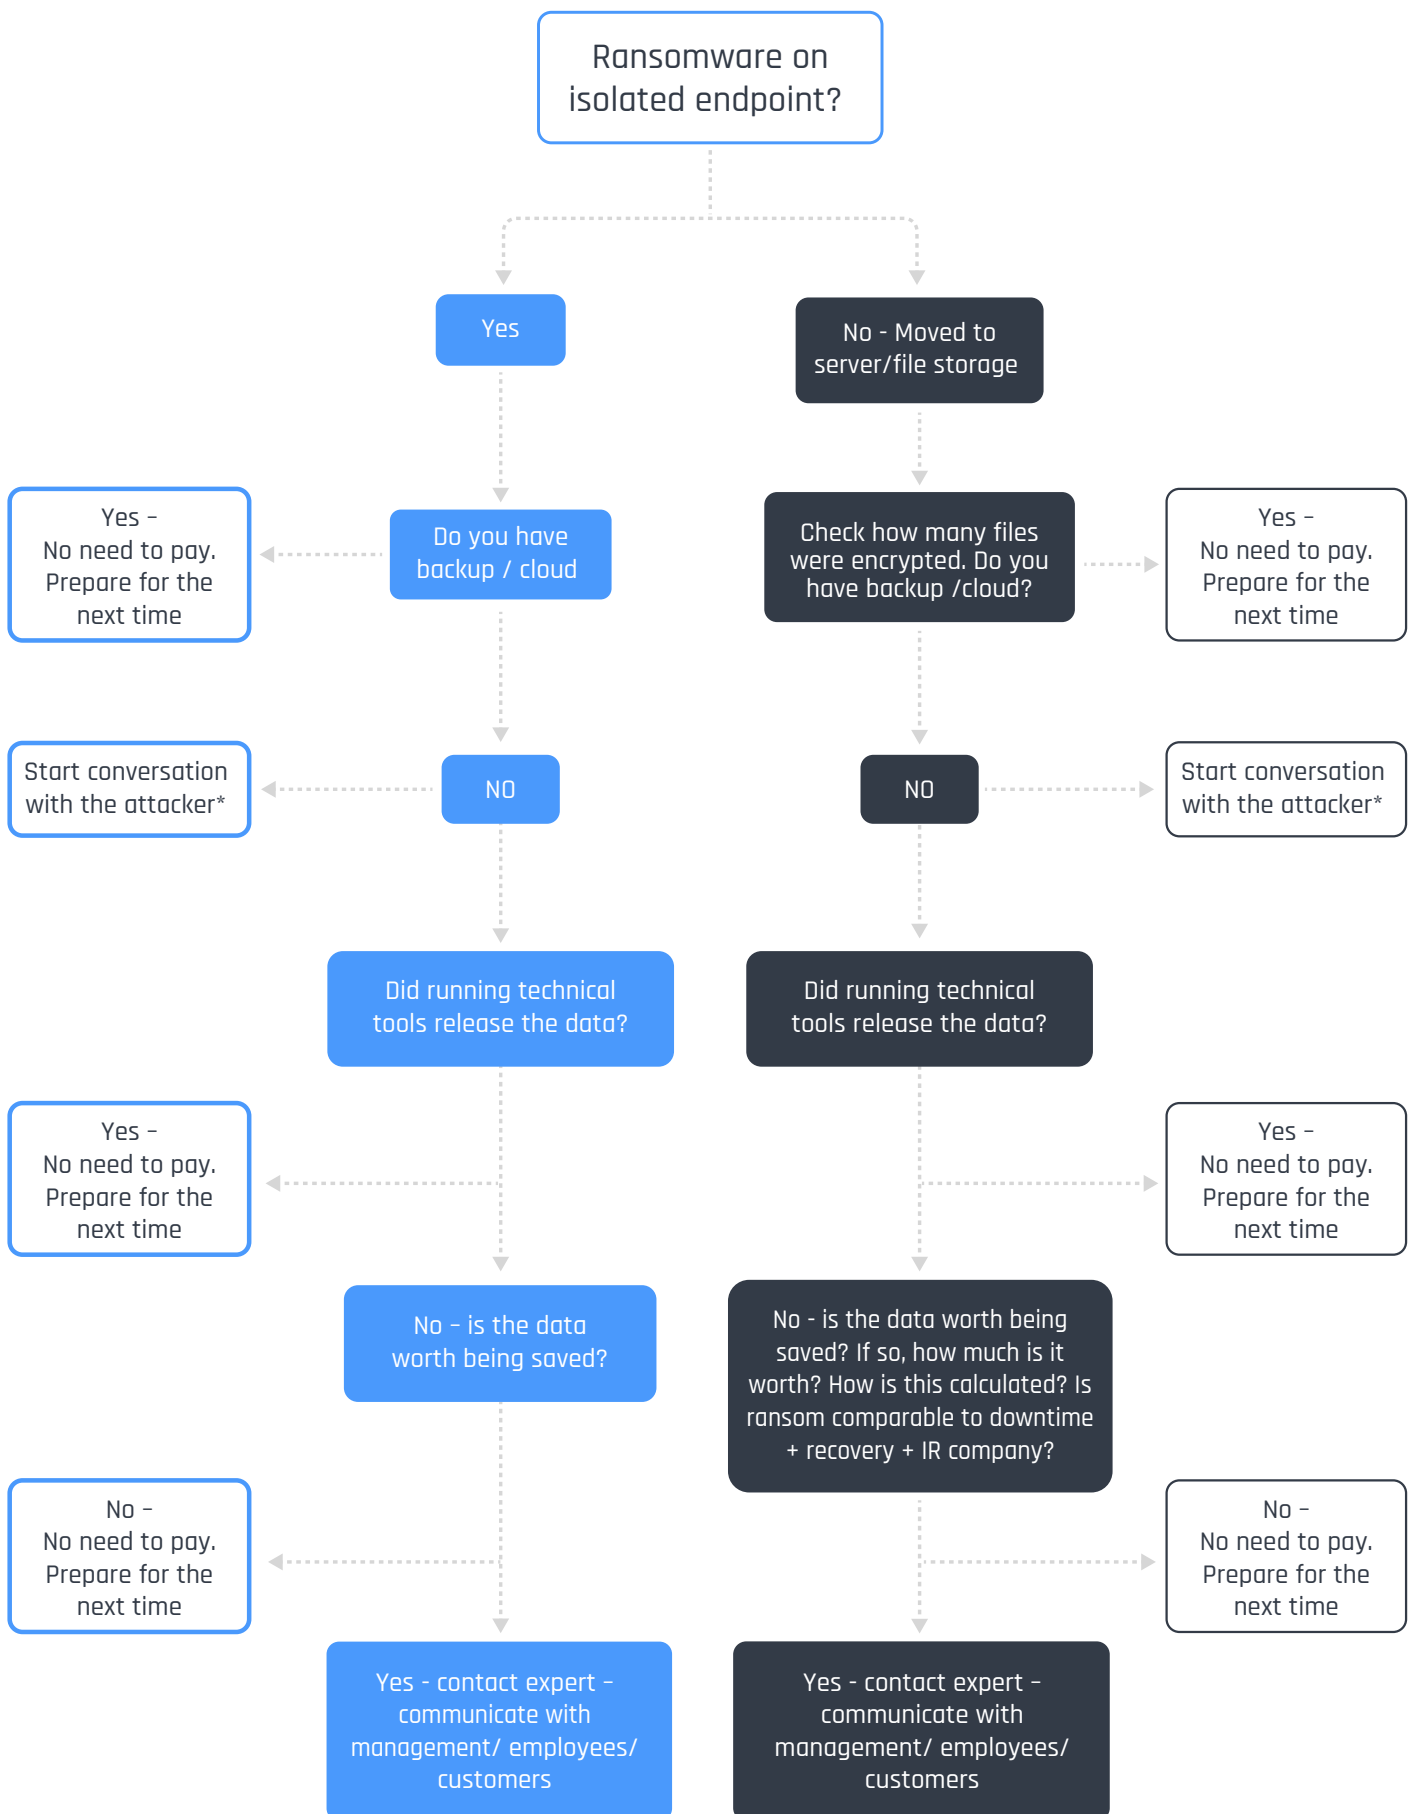 Ransomware on
isolated endpoint?
Yes
No - Moved to
server/file storage
Yes –
No need to pay.
Prepare for the
next time
Do you have
backup / cloud
Check how many files
were encrypted. Do you
have backup /cloud?
Yes –
No need to pay.
Prepare for the
next time
Start conversation
with the attacker*
NO
NO
Start conversation
with the attacker*
Did running technical
tools release the data?
Did running technical
tools release the data?
Yes –
No need to pay.
Prepare for the
next time
Yes –
No need to pay.
Prepare for the
next time
No – is the data
worth being saved?
No - is the data worth being
saved? If so, how much is it
worth? How is this calculated? Is
ransom comparable to downtime
+ recovery + IR company?
No –
No need to pay.
Prepare for the
next time
No –
No need to pay.
Prepare for the
next time
Yes - contact expert –
communicate with
management/ employees/
customers
Yes - contact expert –
communicate with
management/ employees/
customers